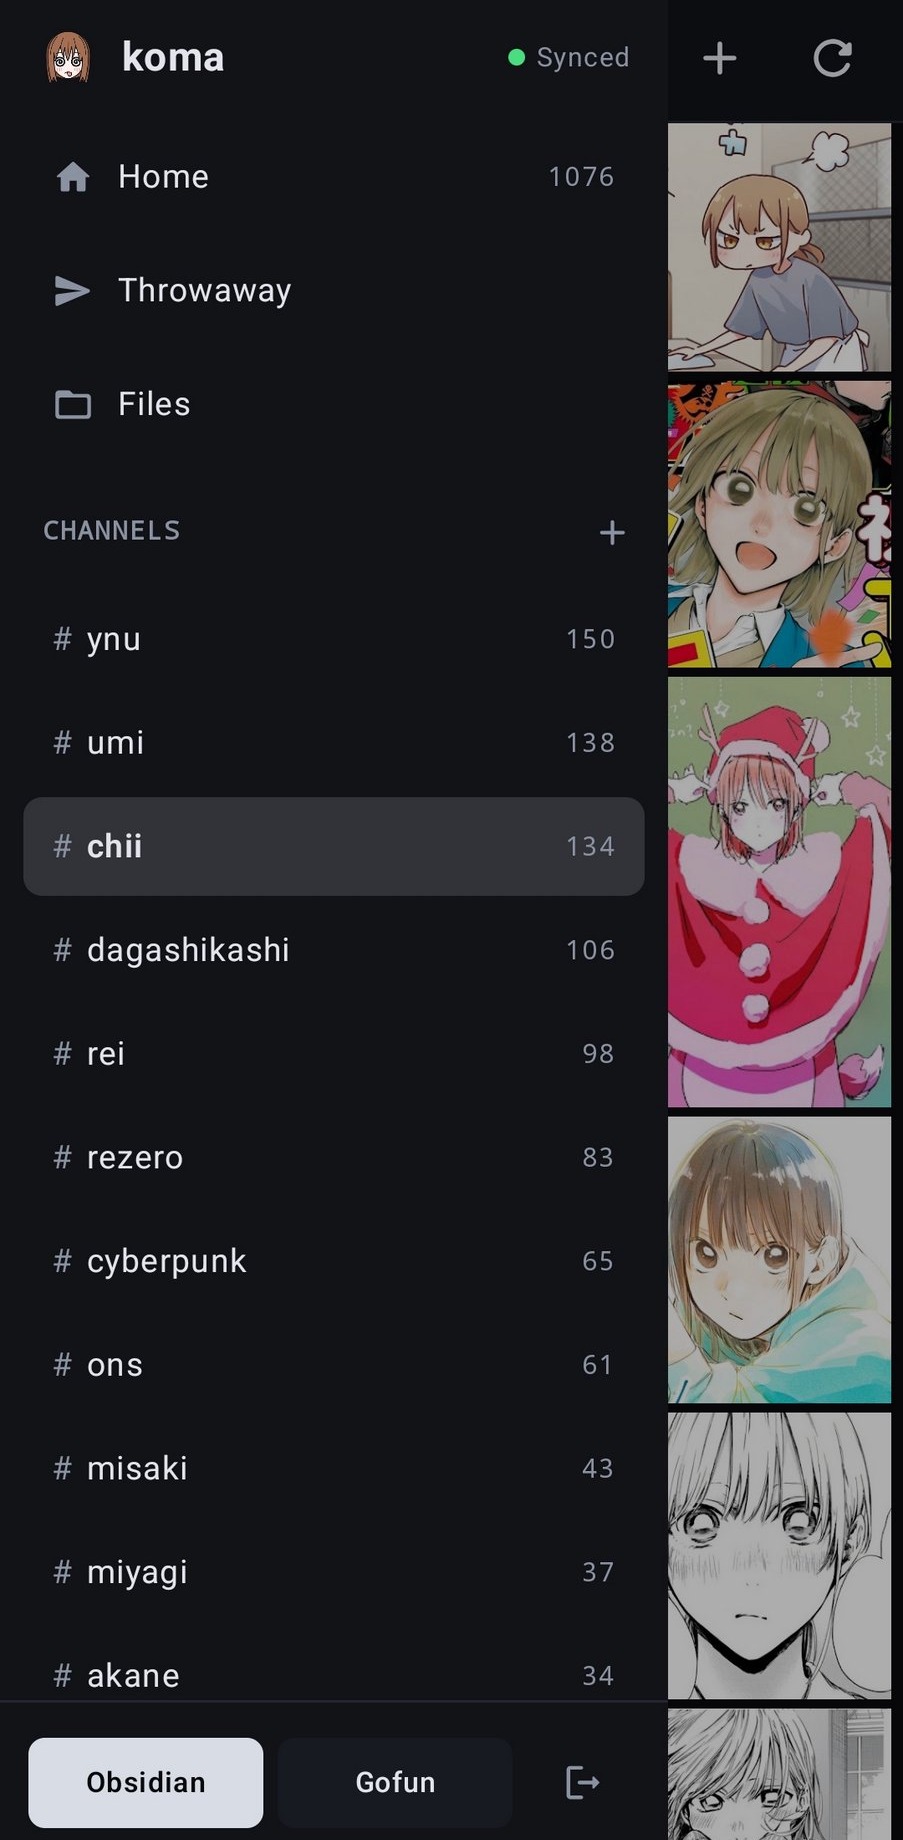 koma
Synced
Home 1076
Throwaway
Files
CHANNELS
# ynu 150
# umi 138
# chii 134
# dagashikashi 106
# rei 98
# rezero 83
# cyberpunk 65
# ons 61
# misaki 43
# miyagi 37
# akane 34
Obsidian
Gofun